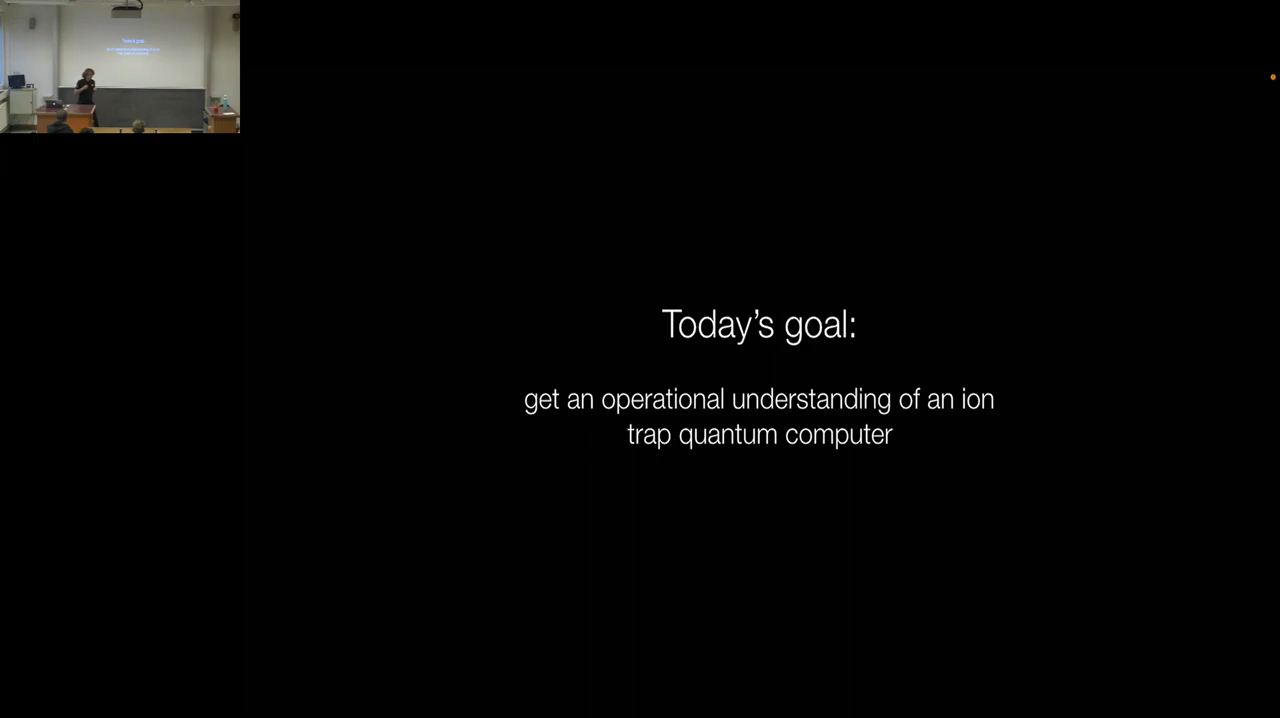 Today’s goal:
get an operational understanding of an ion
trap quantum computer